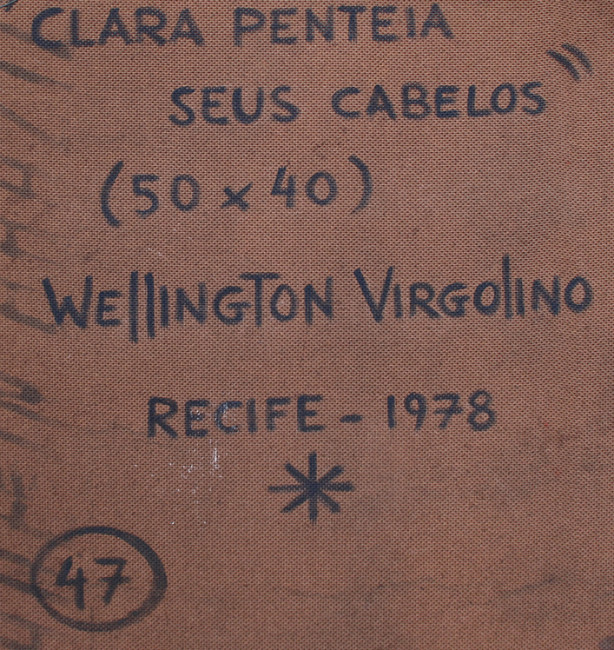 CLARA PENTEIA
SEUS CABELOS"
(50 x 40)
WEllINGTON VIRGOlINO
RECIFE - 1978
*
47